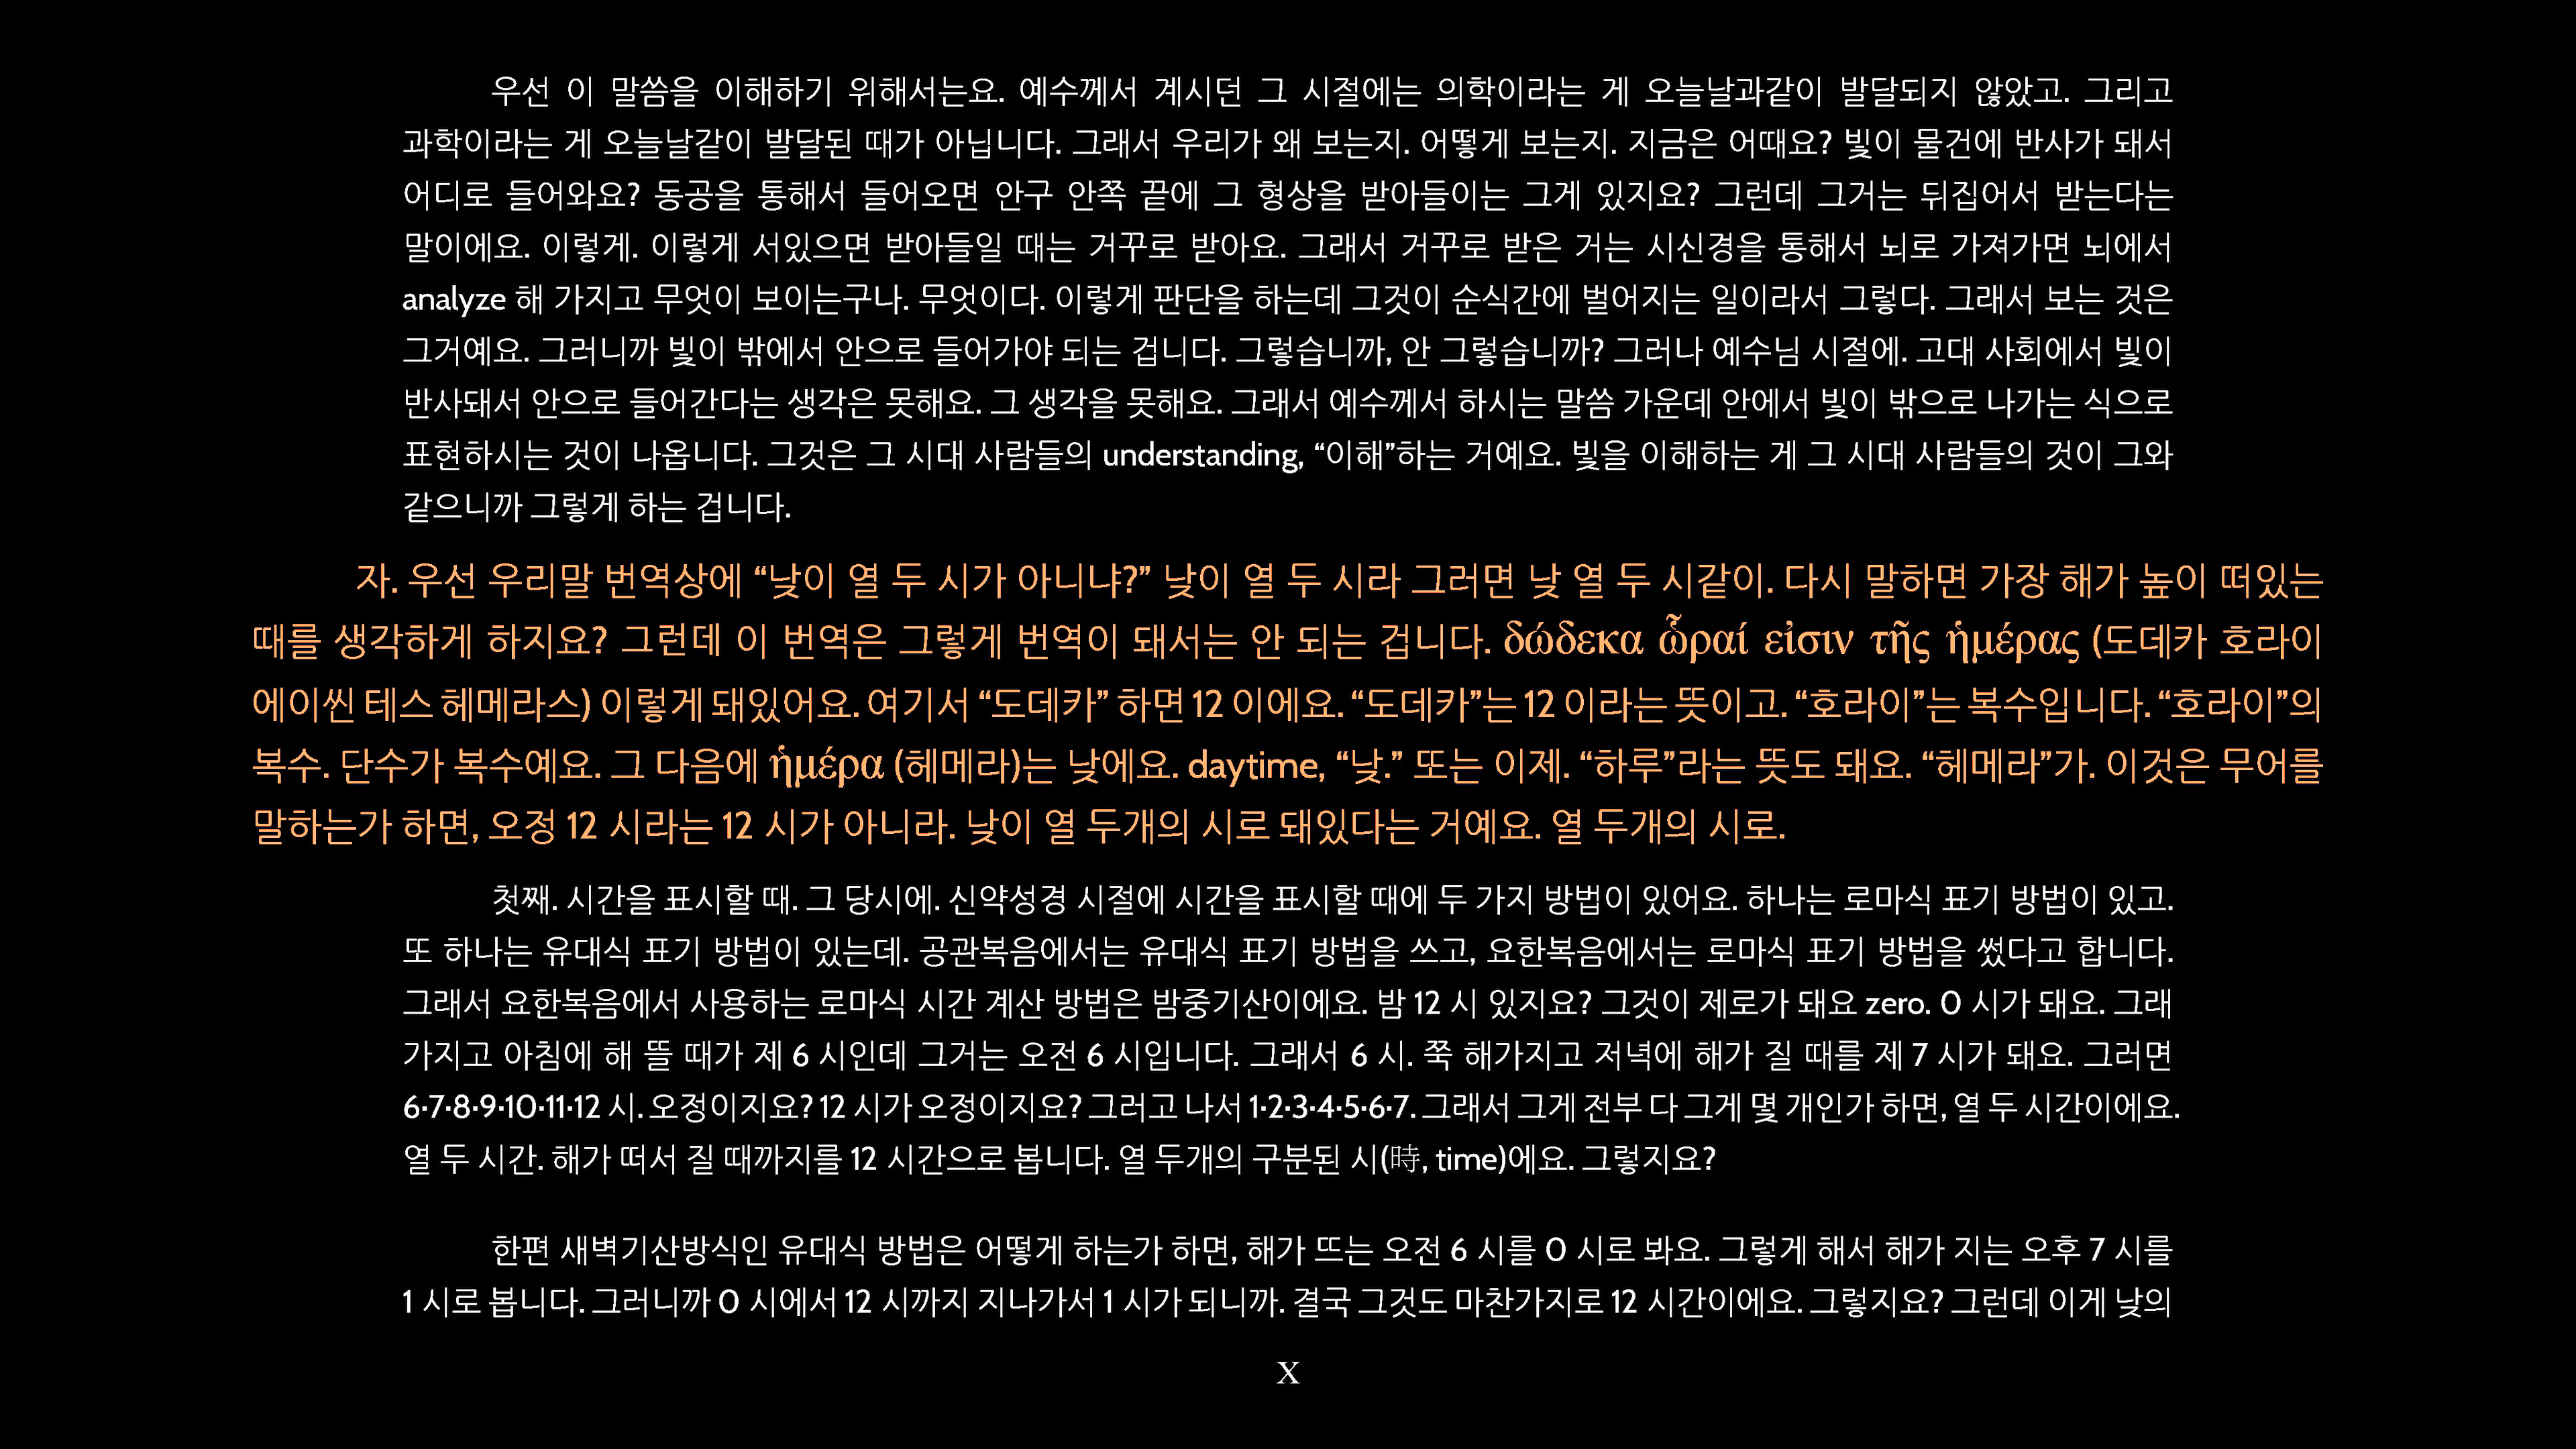 우선 이 말씀을 이해하기 위해서는요. 예수께서 계시던 그 시절에는 의학이라는 게 오늘날과같이 발달되지 않았고. 그리고
과학이라는 게 오늘날같이 발달된 때가 아닙니다. 그래서 우리가 왜 보는지. 어떻게 보는지. 지금은 어때요? 빛이 물건에 반사가 돼서
어디로 들어와요? 동공을 통해서 들어오면 안구 안쪽 끝에 그 형상을 받아들이는 그게 있지요? 그런데 그거는 뒤집어서 받는다는
말이에요. 이렇게. 이렇게 서있으면 받아들일 때는 거꾸로 받아요. 그래서 거꾸로 받은 거는 시신경을 통해서 뇌로 가져가면 뇌에서
analyze 해 가지고 무엇이 보이는구나. 무엇이다. 이렇게 판단을 하는데 그것이 순식간에 벌어지는 일이라서 그렇다. 그래서 보는 것은
그거예요. 그러니까 빛이 밖에서 안으로 들어가야 되는 겁니다. 그렇습니까, 안 그렇습니까? 그러나 예수님 시절에. 고대 사회에서 빛이
반사돼서 안으로 들어간다는 생각은 못해요. 그 생각을 못해요. 그래서 예수께서 하시는 말씀 가운데 안에서 빛이 밖으로 나가는 식으로
표현하시는 것이 나옵니다. 그것은 그 시대 사람들의 understanding, “이해”하는 거예요. 빛을 이해하는 게 그 시대 사람들의 것이 그와
같으니까 그렇게 하는 겁니다.
자. 우선 우리말 번역상에 “낮이 열 두 시가 아니냐?” 낮이 열 두 시라 그러면 낮 열 두 시같이. 다시 말하면 가장 해가 높이 떠있는
때를 생각하게 하지요? 그런데 이 번역은 그렇게 번역이 돼서는 안 되는 겁니다. δώδεκα ὧραί εἰσιν τῆς ἡμέρας (도데카 호라이
에이씬 테스 헤메라스) 이렇게 돼있어요. 여기서 “도데카” 하면 12 이에요. “도데카”는 12 이라는 뜻이고. “호라이”는 복수입니다. “호라이”의
복수. 단수가 복수예요. 그 다음에 ἡμέρα (헤메라)는 낮에요. daytime, “낮.” 또는 이제. “하루”라는 뜻도 돼요. “헤메라”가. 이것은 무어를
말하는가 하면, 오정 12 시라는 12 시가 아니라. 낮이 열 두개의 시로 돼있다는 거예요. 열 두개의 시로.
첫째. 시간을 표시할 때. 그 당시에. 신약성경 시절에 시간을 표시할 때에 두 가지 방법이 있어요. 하나는 로마식 표기 방법이 있고.
또 하나는 유대식 표기 방법이 있는데. 공관복음에서는 유대식 표기 방법을 쓰고, 요한복음에서는 로마식 표기 방법을 썼다고 합니다.
그래서 요한복음에서 사용하는 로마식 시간 계산 방법은 밤중기산이에요. 밤 12 시 있지요? 그것이 제로가 돼요 zero. 0 시가 돼요. 그래
가지고 아침에 해 뜰 때가 제 6 시인데 그거는 오전 6 시입니다. 그래서 6 시. 쭉 해가지고 저녁에 해가 질 때를 제 7 시가 돼요. 그러면
6·7·8·9·10·11·12 시. 오정이지요? 12 시가 오정이지요? 그러고 나서 1·2·3·4·5·6·7. 그래서 그게 전부 다 그게 몇 개인가 하면, 열 두 시간이에요.
열 두 시간. 해가 떠서 질 때까지를 12 시간으로 봅니다. 열 두개의 구분된 시(時, time)에요. 그렇지요?
한편 새벽기산방식인 유대식 방법은 어떻게 하는가 하면, 해가 뜨는 오전 6 시를 0 시로 봐요. 그렇게 해서 해가 지는 오후 7 시를
1 시로 봅니다. 그러니까 0 시에서 12 시까지 지나가서 1 시가 되니까. 결국 그것도 마찬가지로 12 시간이에요. 그렇지요? 그런데 이게 낮의
X